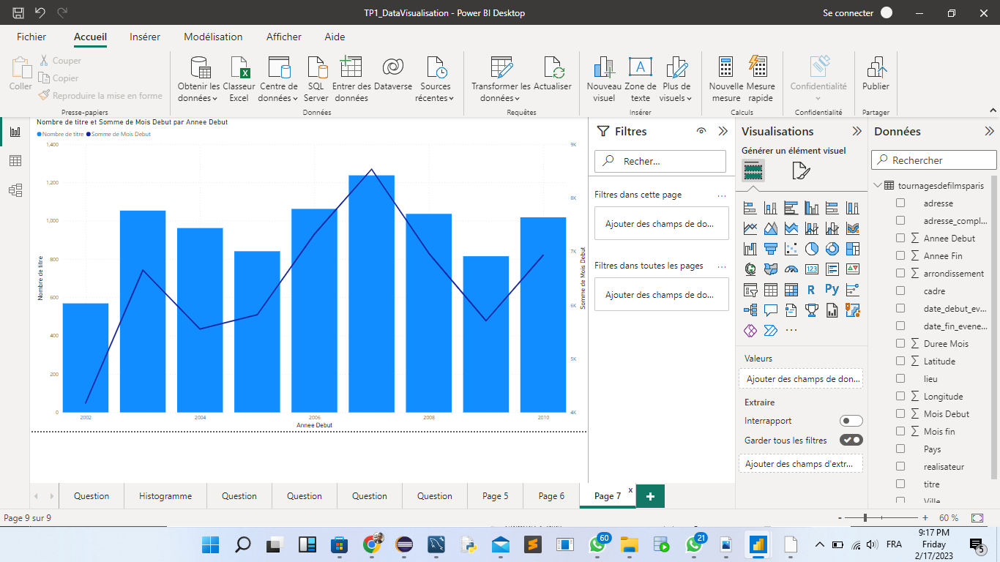 TP1_DataVisualisation - Power BI Desktop
Se connecter
Fichier Accueil Insérer Modélisation Afficher Aide
Coller
Couper
Copier
Reproduire la mise en forme
Presse-papiers
Obtenir les données
Classeur Excel
Centre de données
SQL Server
Entrer des données
Dataverse
Sources récentes
Données
Transformer les données
Actualiser
Requêtes
Nouveau visuel
Zone de texte
Plus de visuels
Insérer
Nouvelle mesure
Mesure rapide
Calculs
Confidentialité
Confidentialité
Publier
Partager
Nombre de titre et Somme de Mois Debut par Annee Debut
Nombre de titre Somme de Mois Debut
1,400
1,200
1,000
800
600
400
200
0
Nombre de titre
9K
8K
7K
6K
5K
4K
Somme de Mois Debut
2002 2004 2006 2008 2010
Annee Debut
Filtres
Recher...
Filtres dans cette page ...
Ajouter des champs de do...
Filtres dans toutes les pages ...
Ajouter des champs de do...
Visualisations
Générer un élément visuel
123
R
Py
...
Valeurs
Ajouter des champs de don...
Extraire
Interrapport
Garder tous les filtres
Ajouter des champs d'extr...
Données
Rechercher
tournagesdefilmsparis
adresse
adresse_compl...
∑ Annee Debut
∑ Annee Fin
∑ arrondissement
cadre
date_debut_ev...
date_fin_evene...
∑ Duree Mois
∑ Latitude
lieu
∑ Longitude
∑ Mois Debut
∑ Mois fin
Pays
realisateur
titre
Ville
Question Histogramme Question Question Question Question Page 5 Page 6 Page 7 x +
Page 9 sur 9
- + 60 %
60
21
FRA
9:17 PM
Friday
2/17/2023
5